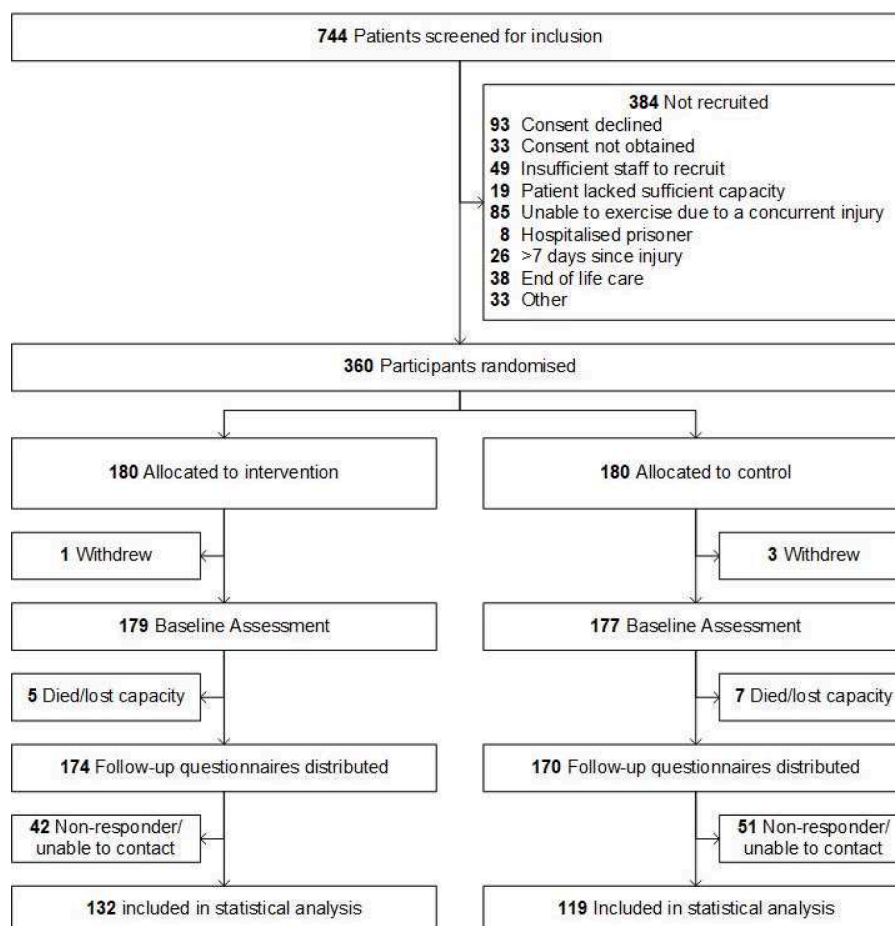 744 Patients screened for inclusion
384 Not recruited
93 Consent declined
33 Consent not obtained
49 Insufficient staff to recruit
19 Patient lacked sufficient capacity
85 Unable to exercise due to a concurrent injury
8 Hospitalised prisoner
26 >7 days since injury
38 End of life care
33 Other
360 Participants randomised
180 Allocated to intervention
180 Allocated to control
1 Withdrew
3 Withdrew
179 Baseline Assessment
177 Baseline Assessment
5 Died/lost capacity
7 Died/lost capacity
174 Follow-up questionnaires distributed
170 Follow-up questionnaires distributed
42 Non-responder/
unable to contact
51 Non-responder/
unable to contact
132 included in statistical analysis
119 Included in statistical analysis